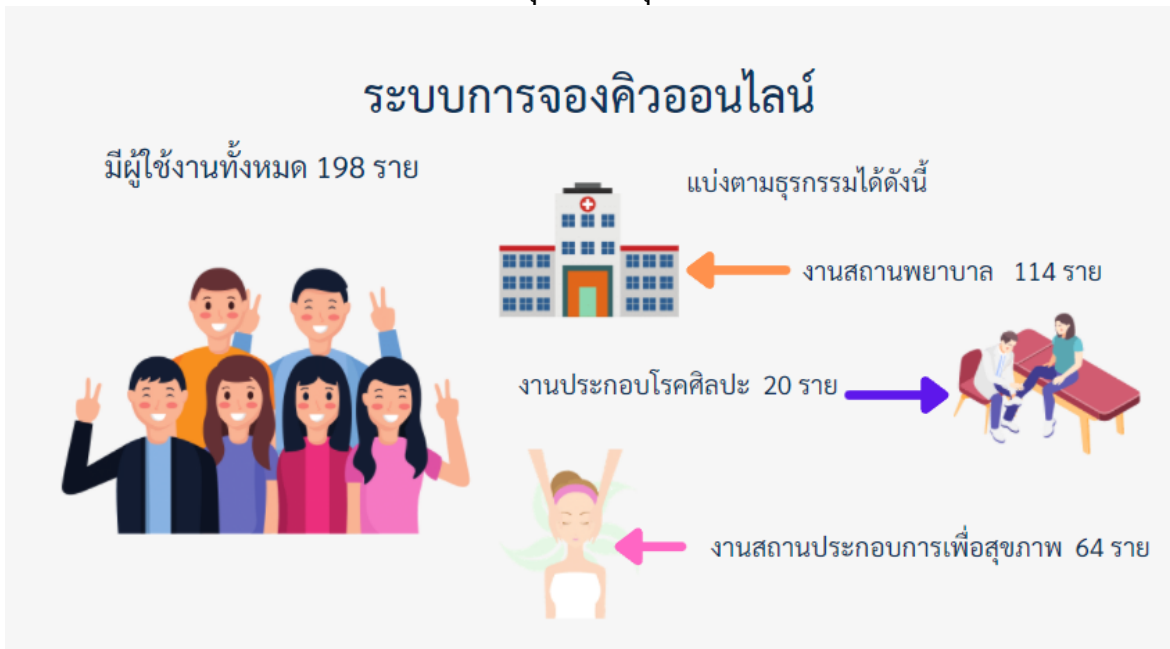 ระบบการจองคิวออนไลน์
มีผู้ใช้งานทั้งหมด 198 ราย
แบ่งตามธุรกรรมได้ดังนี้
งานสถานพยาบาล 114 ราย
งานประกอบโรคศิลปะ 20 ราย
งานสถานประกอบการเพื่อสุขภาพ 64 ราย